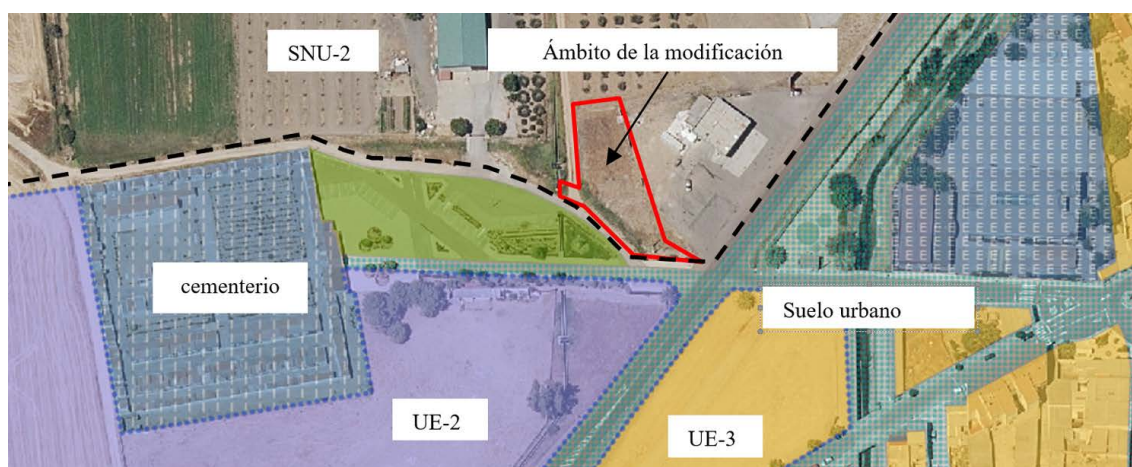 SNU-2
Ámbito de la modificación
cementerio
Suelo urbano
UE-2
UE-3